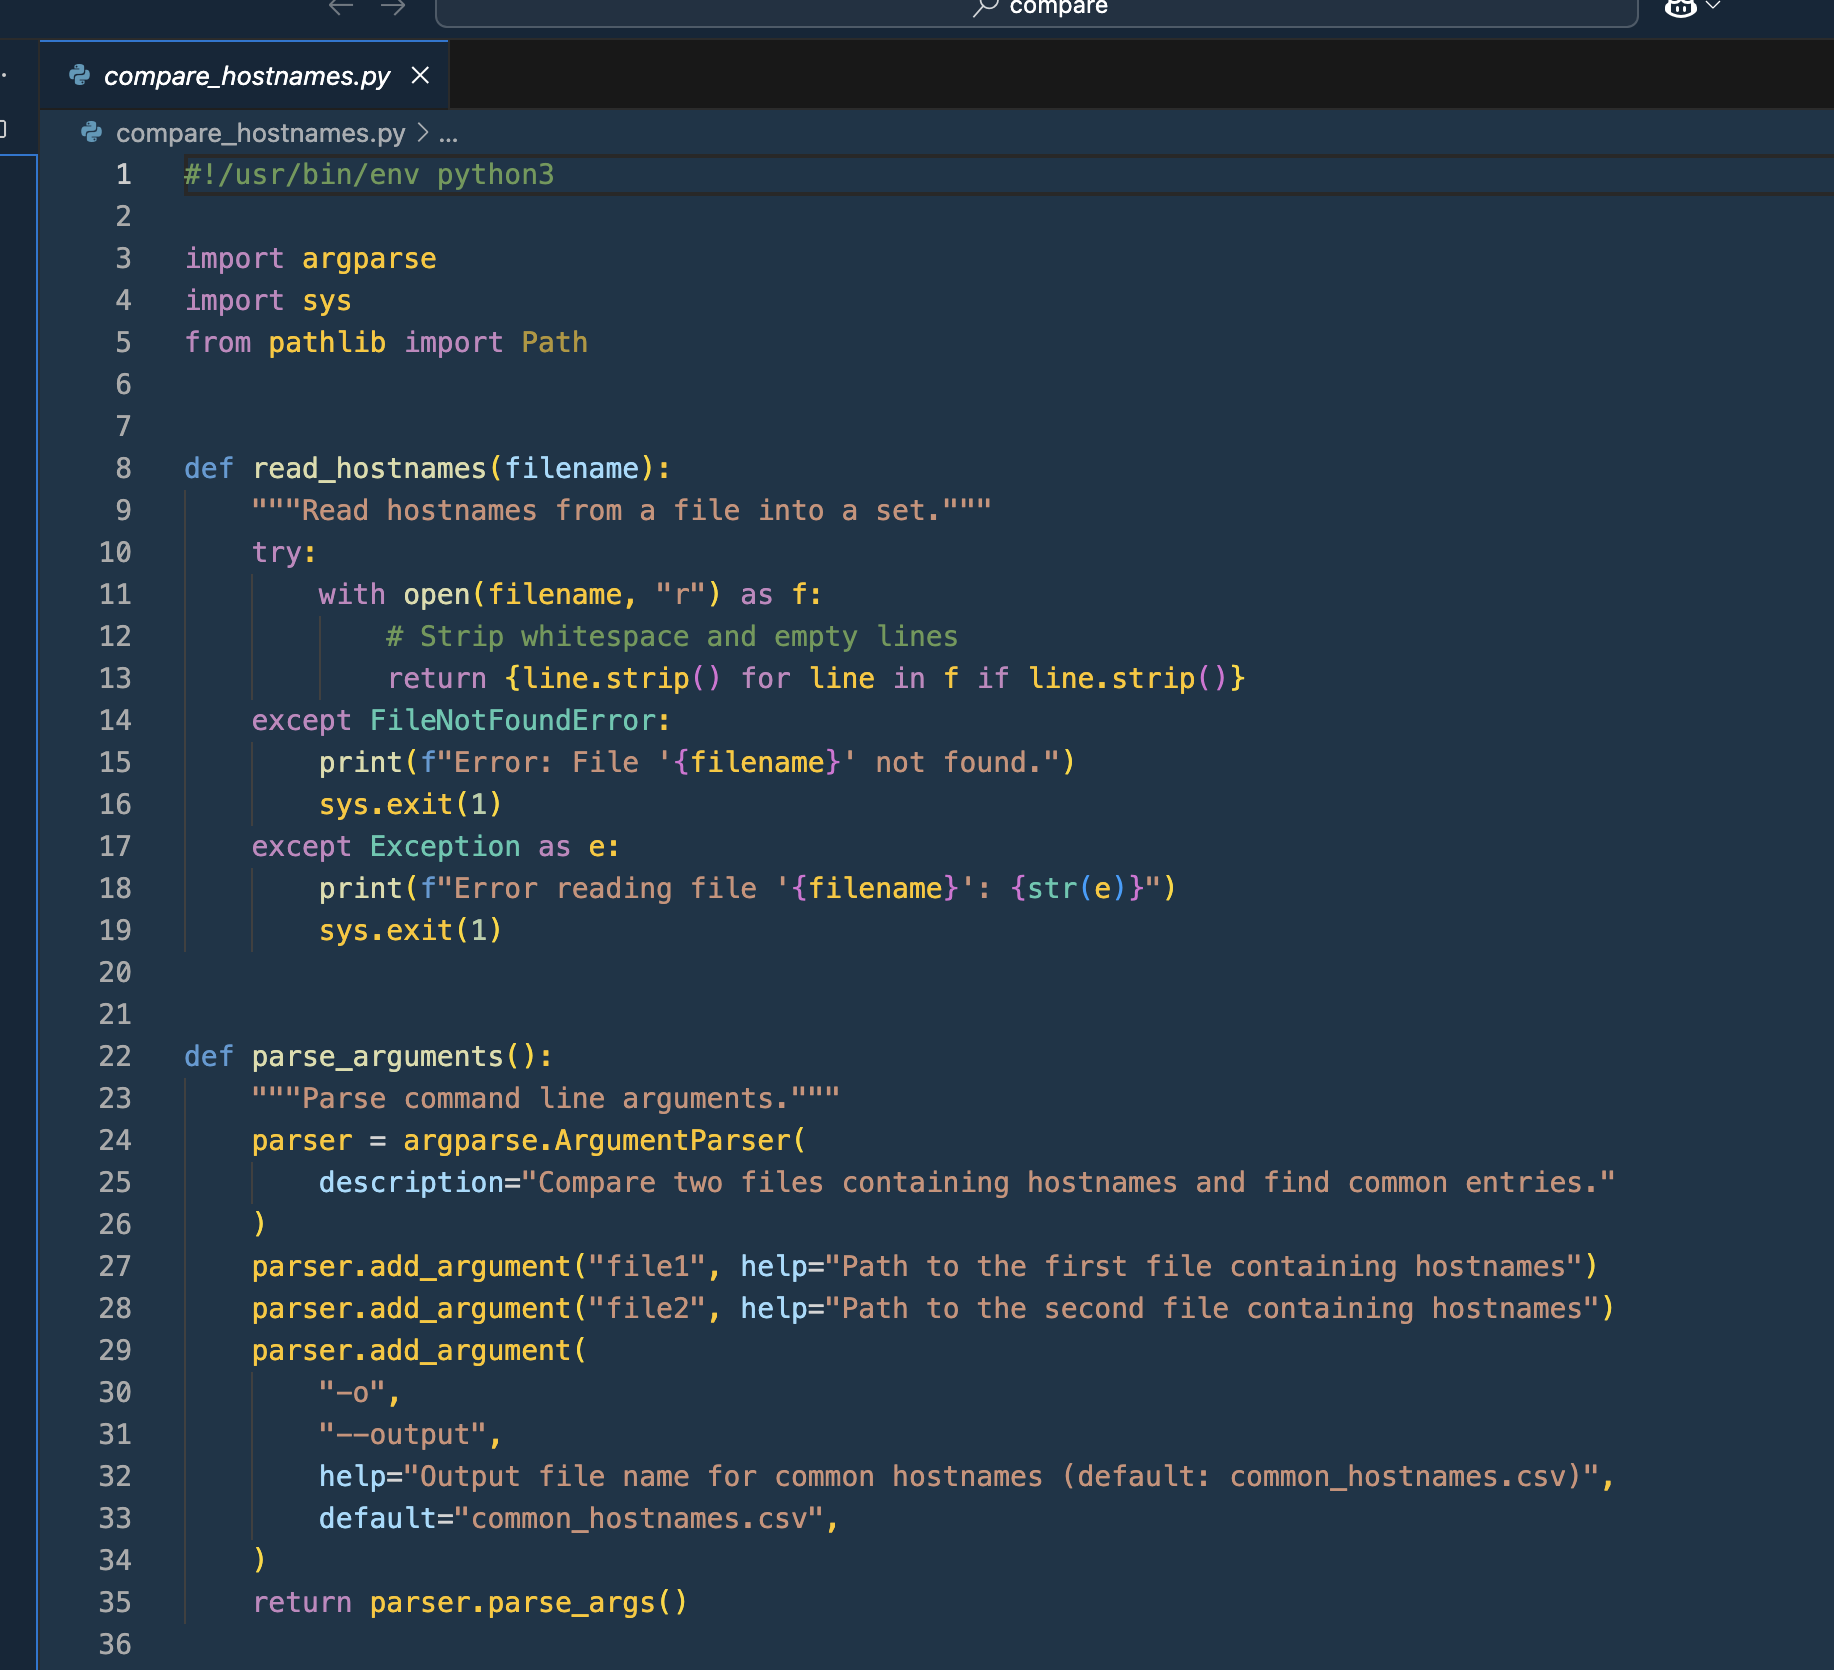 compare
compare_hostnames.py
compare_hostnames.py > ...
1 #!/usr/bin/env python3
2
3 import argparse
4 import sys
5 from pathlib import Path
6
7
8 def read_hostnames(filename):
9     """Read hostnames from a file into a set."""
10     try:
11         with open(filename, "r") as f:
12             # Strip whitespace and empty lines
13             return {line.strip() for line in f if line.strip()}
14     except FileNotFoundError:
15         print(f"Error: File '{filename}' not found.")
16         sys.exit(1)
17     except Exception as e:
18         print(f"Error reading file '{filename}': {str(e)}")
19         sys.exit(1)
20
21
22 def parse_arguments():
23     """Parse command line arguments."""
24     parser = argparse.ArgumentParser(
25         description="Compare two files containing hostnames and find common entries."
26     )
27     parser.add_argument("file1", help="Path to the first file containing hostnames")
28     parser.add_argument("file2", help="Path to the second file containing hostnames")
29     parser.add_argument(
30         "-o",
31         "--output",
32         help="Output file name for common hostnames (default: common_hostnames.csv)",
33         default="common_hostnames.csv",
34     )
35     return parser.parse_args()
36